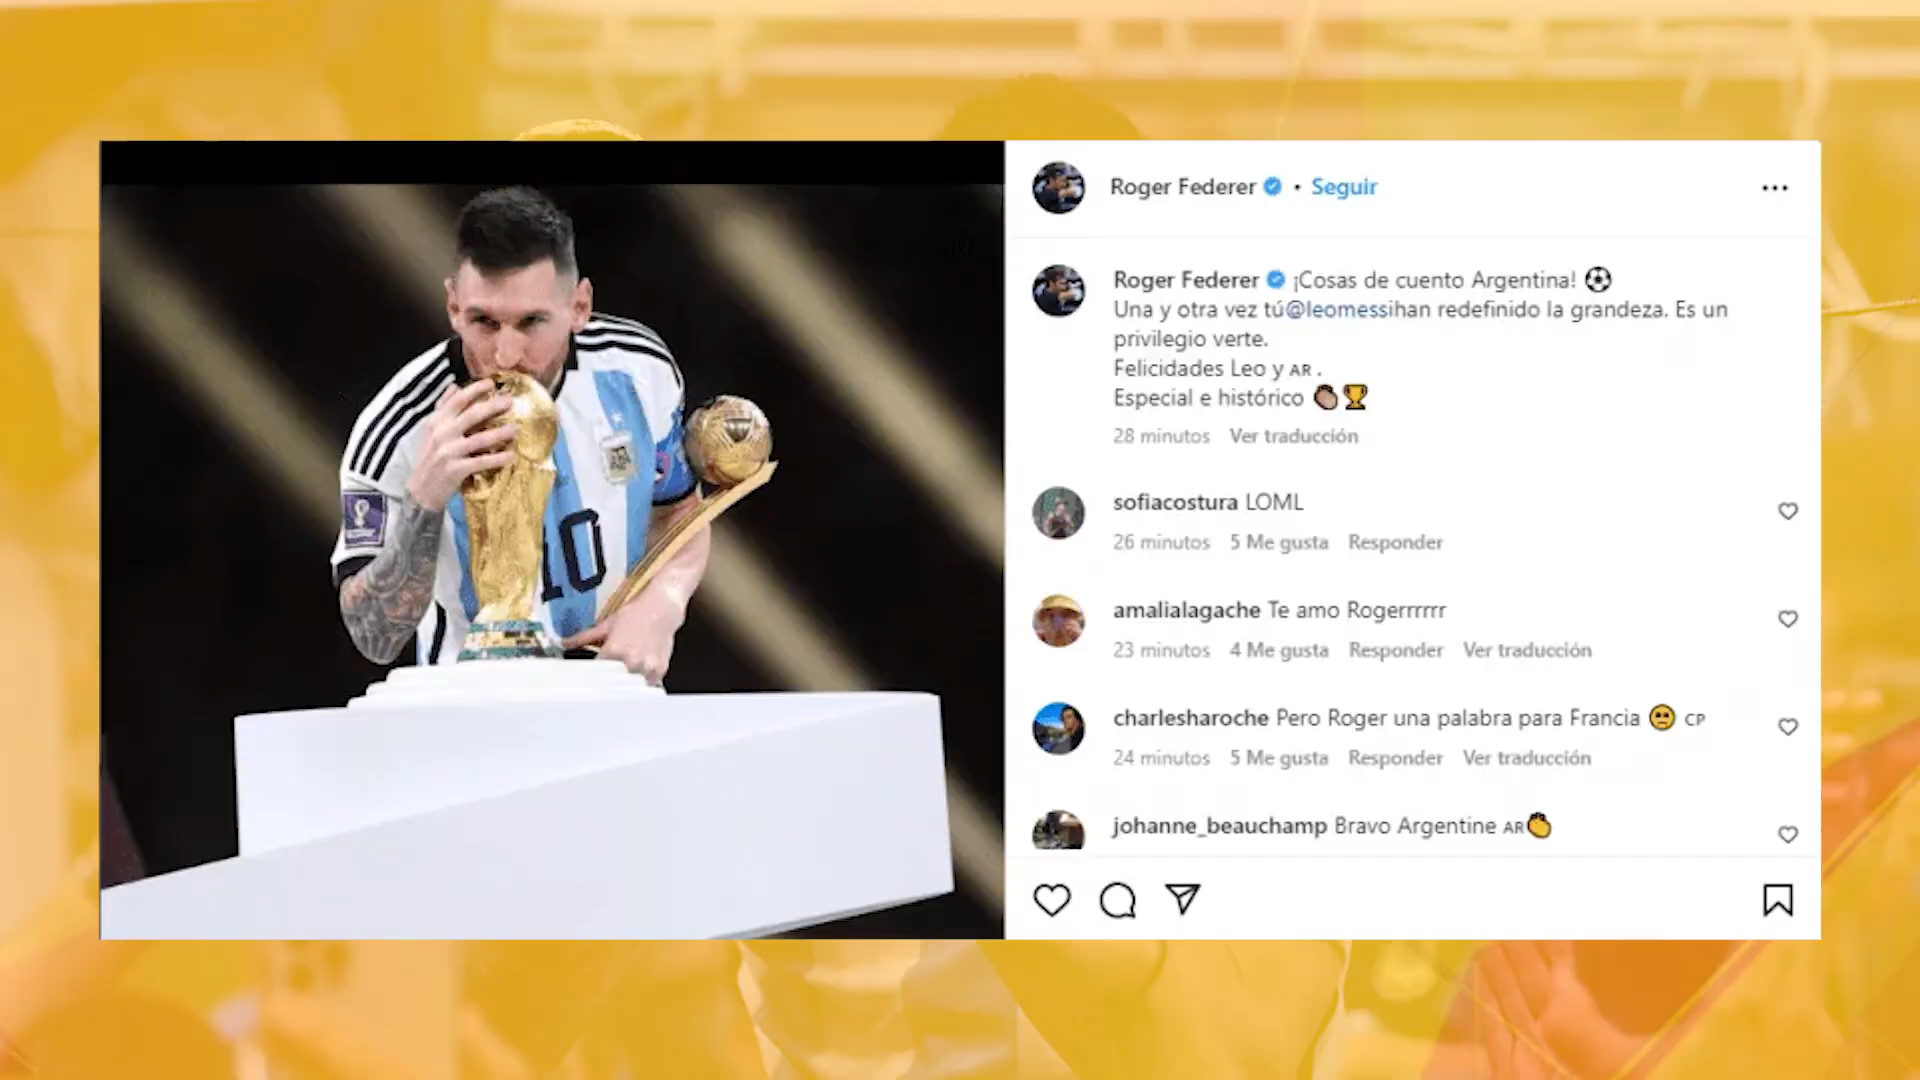 Roger Federer • Seguir
Roger Federer ¡Cosas de cuento Argentina! ⚽
Una y otra vez tú@leomessihan redefinido la grandeza. Es un
privilegio verte.
Felicidades Leo y AR .
Especial e histórico 👏🏆
28 minutos Ver traducción
sofiacostura LOML
26 minutos 5 Me gusta Responder
amalialagache Te amo Rogerrrrrr
23 minutos 4 Me gusta Responder Ver traducción
charlesharoche Pero Roger una palabra para Francia 🥺 CP
24 minutos 5 Me gusta Responder Ver traducción
johanne_beauchamp Bravo Argentine AR👏
10